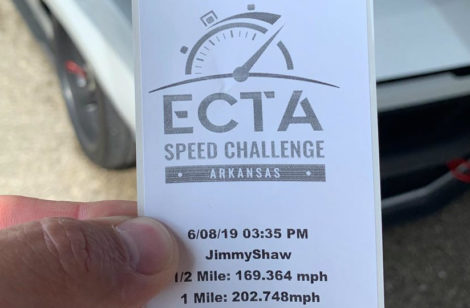 ECTA
SPEED CHALLENGE
• ARKANSAS •
6/08/19 03:35 PM
JimmyShaw
1/2 Mile: 169.364 mph
1 Mile: 202.748mph